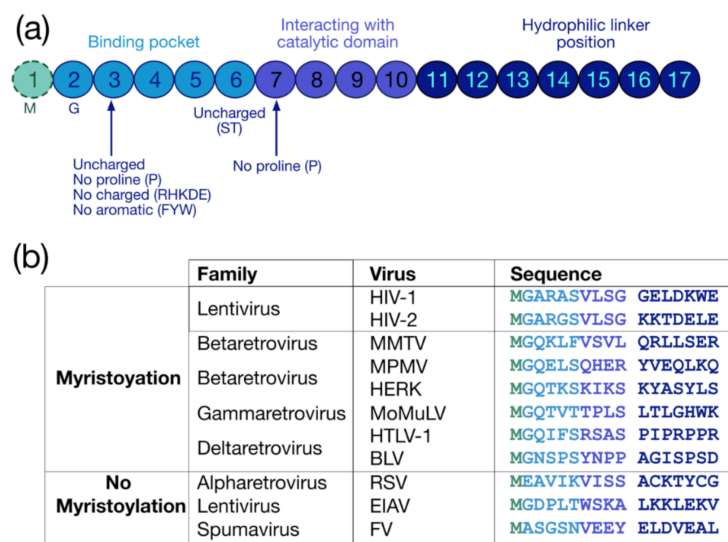 (a)
Binding pocket
Interacting with
catalytic domain
Hydrophilic linker
position
1 2 3 4 5 6 7 8 9 10 11 12 13 14 15 16 17
M G
Uncharged
(ST)
Uncharged
No proline (P)
No charged (RHKDE)
No aromatic (FYW)
No proline (P)
(b)
Family Virus Sequence
Myristoyation
Lentivirus
HIV-1 MGARASVLSG GELDKWE
HIV-2 MGARGSVLSG KKTDELE
Betaretrovirus MMTV MGQKLFVSVL QRLLSER
Betaretrovirus
MPMV MGQELSQHER YVEQLKQ
HERK MGQTKSKIKS KYASYLS
Gammaretrovirus MoMuLV MGQTVTTPLS LTLGHWK
Deltaretrovirus
HTLV-1 MGQIFSRSAS PIPRPPR
BLV MGNSPSYNPP AGISPSD
No
Myristoylation
Alpharetrovirus RSV MEAVIKVISS ACKTYCG
Lentivirus EIAV MGDPLTWSKA LKKLEKV
Spumavirus FV MASGSNVEEY ELDVEAL